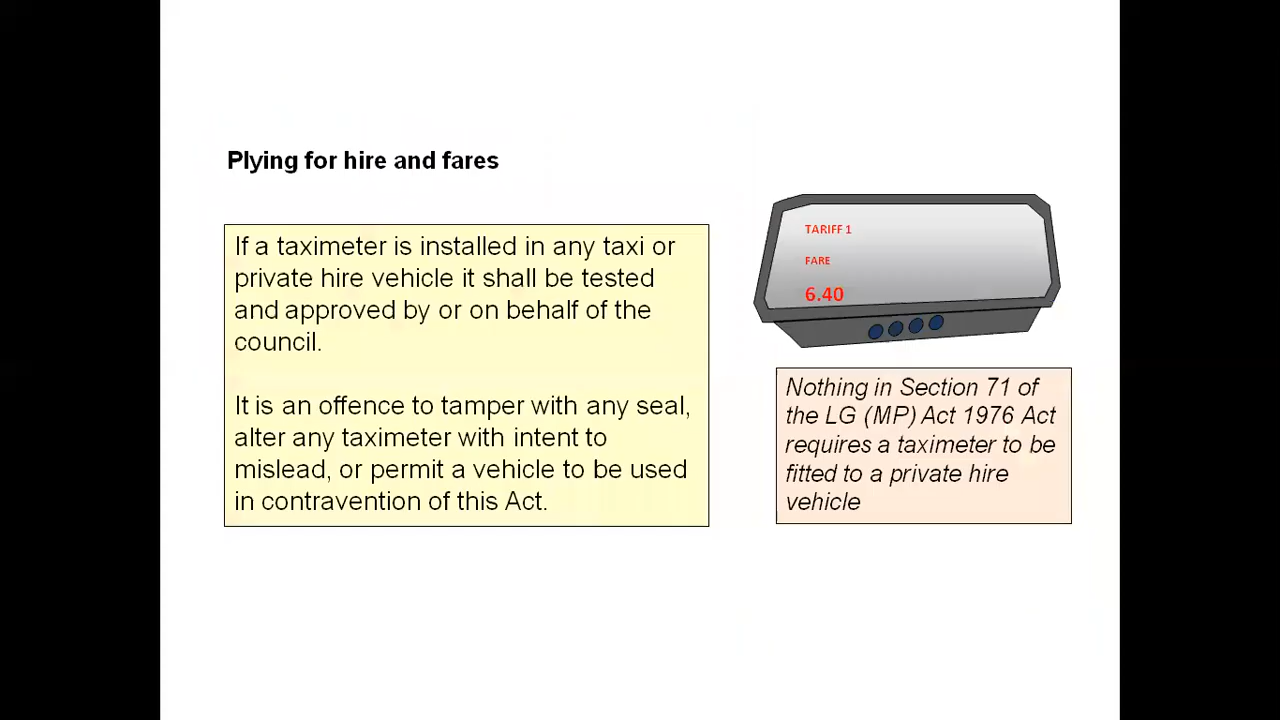 Plying for hire and fares
If a taximeter is installed in any taxi or
private hire vehicle it shall be tested
and approved by or on behalf of the
council.
It is an offence to tamper with any seal,
alter any taximeter with intent to
mislead, or permit a vehicle to be used
in contravention of this Act.
TARIFF 1
FARE
6.40
Nothing in Section 71 of
the LG (MP) Act 1976 Act
requires a taximeter to be
fitted to a private hire
vehicle